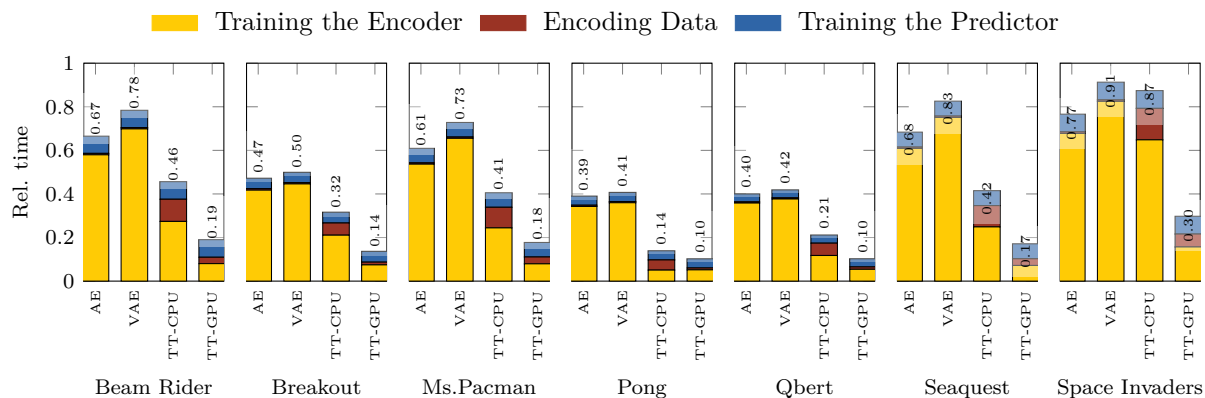 Training the Encoder Encoding Data Training the Predictor
Rel. time
1
0.8
0.6
0.4
0.2
0
0.67 0.78 0.46 0.19
AE VAE TT-CPU TT-GPU
Beam Rider
0.47 0.50 0.32 0.14
AE VAE TT-CPU TT-GPU
Breakout
0.61 0.73 0.41 0.18
AE VAE TT-CPU TT-GPU
Ms.Pacman
0.39 0.41 0.14 0.10
AE VAE TT-CPU TT-GPU
Pong
0.40 0.42 0.21 0.10
AE VAE TT-CPU TT-GPU
Qbert
0.68 0.83 0.42 0.17
AE VAE TT-CPU TT-GPU
Seaquest
0.77 0.91 0.87 0.30
AE VAE TT-CPU TT-GPU
Space Invaders